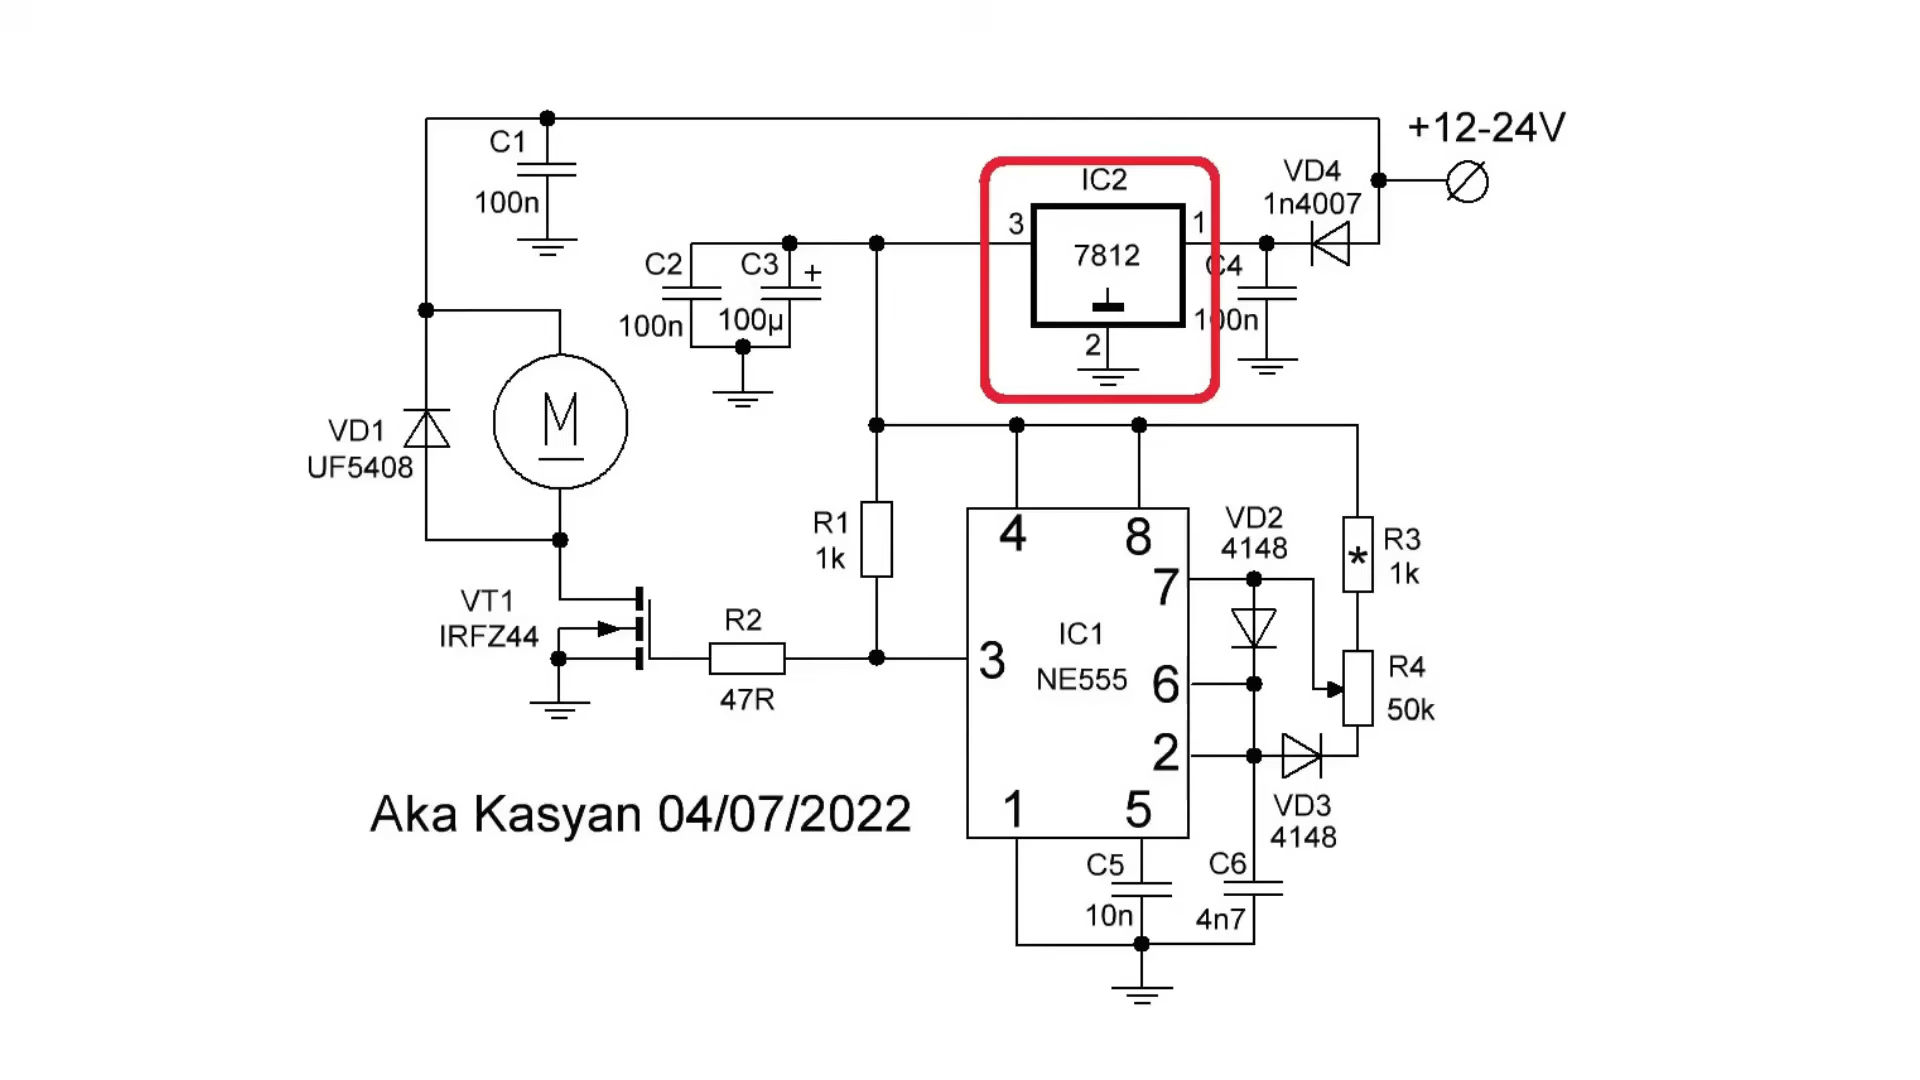 +12-24V
C1
100n
IC2
VD4
1n4007
3
1
7812
C2
C3
+
C4
100n
100µ
100n
2
M
VD1
UF5408
R1
1k
4
8
VD2
4148
R3
*
1k
7
VT1
IRFZ44
R2
IC1
NE555
3
6
R4
50k
47R
2
Aka Kasyan 04/07/2022
1
5
VD3
4148
C5
10n
C6
4n7